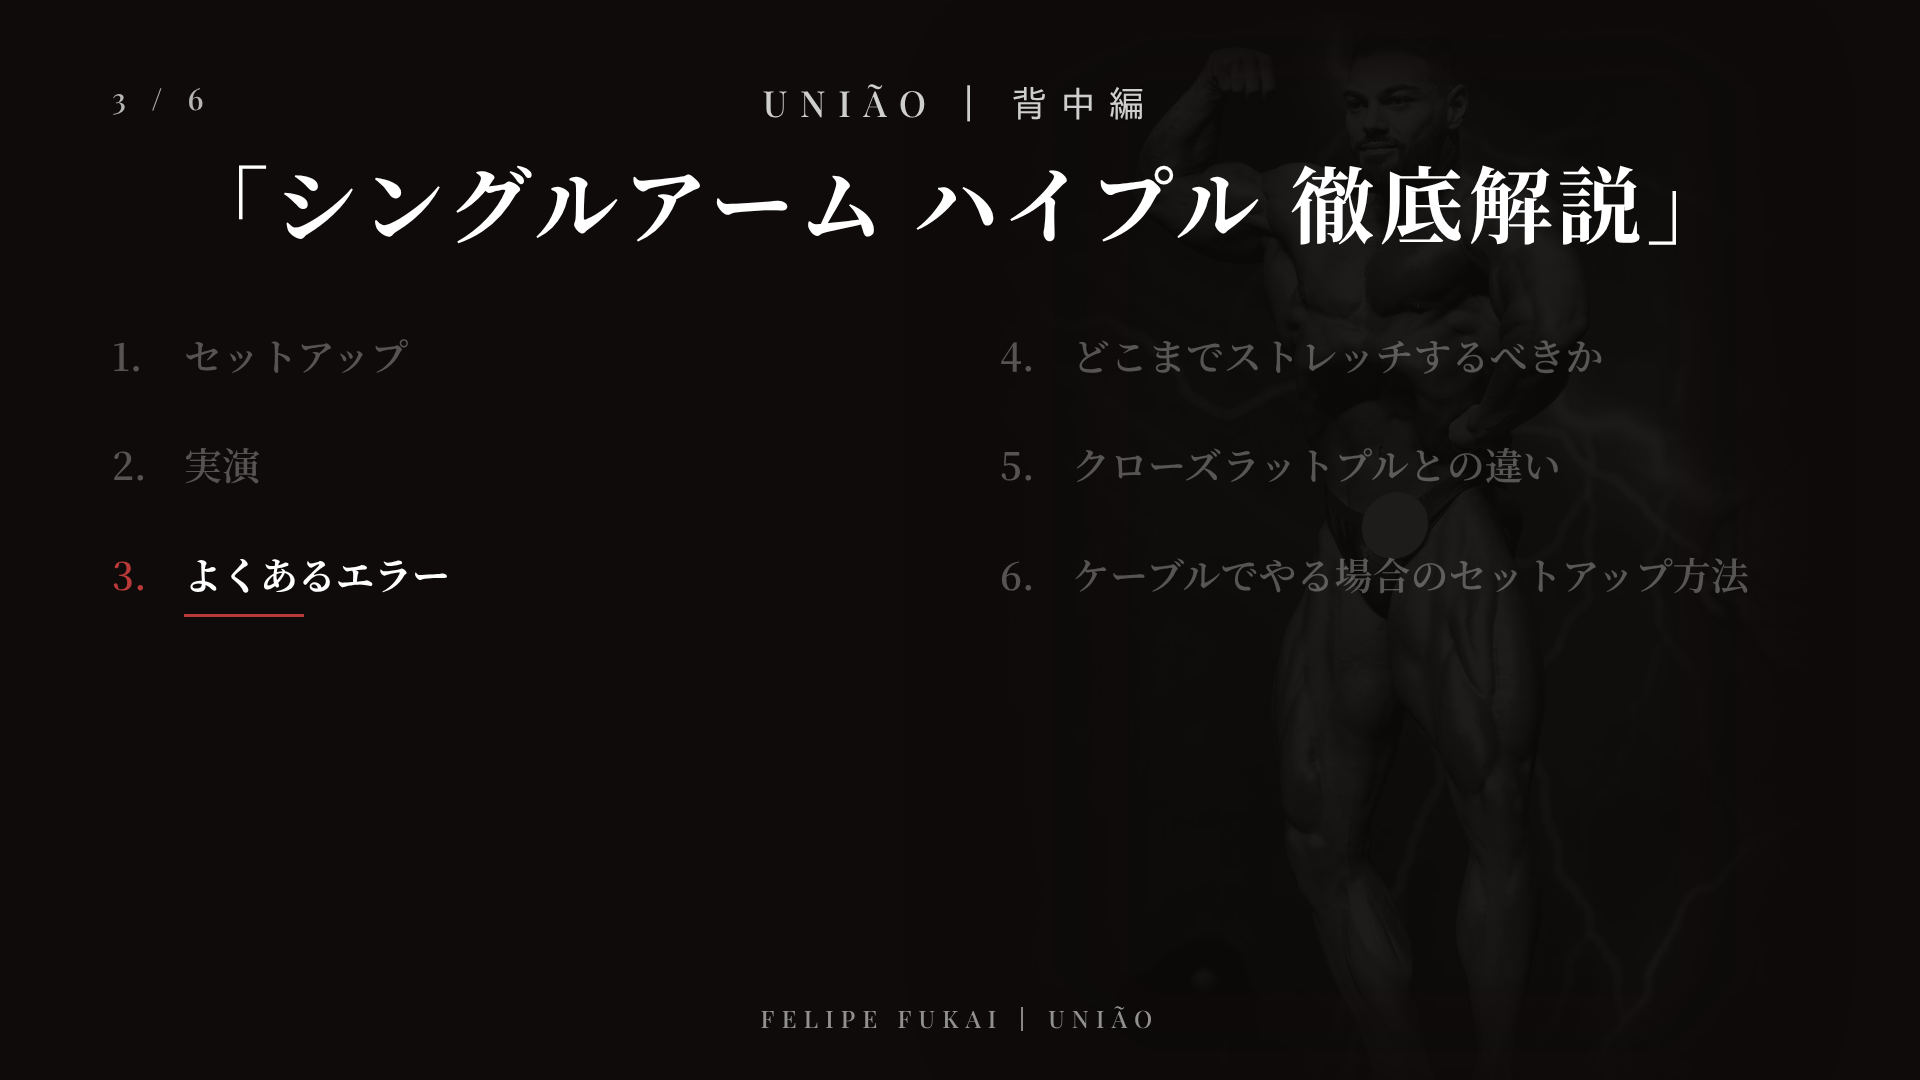 3 / 6
UNIÃO | 背中編
「シングルアーム ハイプル 徹底解説」
1. セットアップ
2. 実演
3. よくあるエラー
4. どこまでストレッチするべきか
5. クローズラットプルとの違い
6. ケーブルでやる場合のセットアップ方法
FELIPE FUKAI | UNIÃO